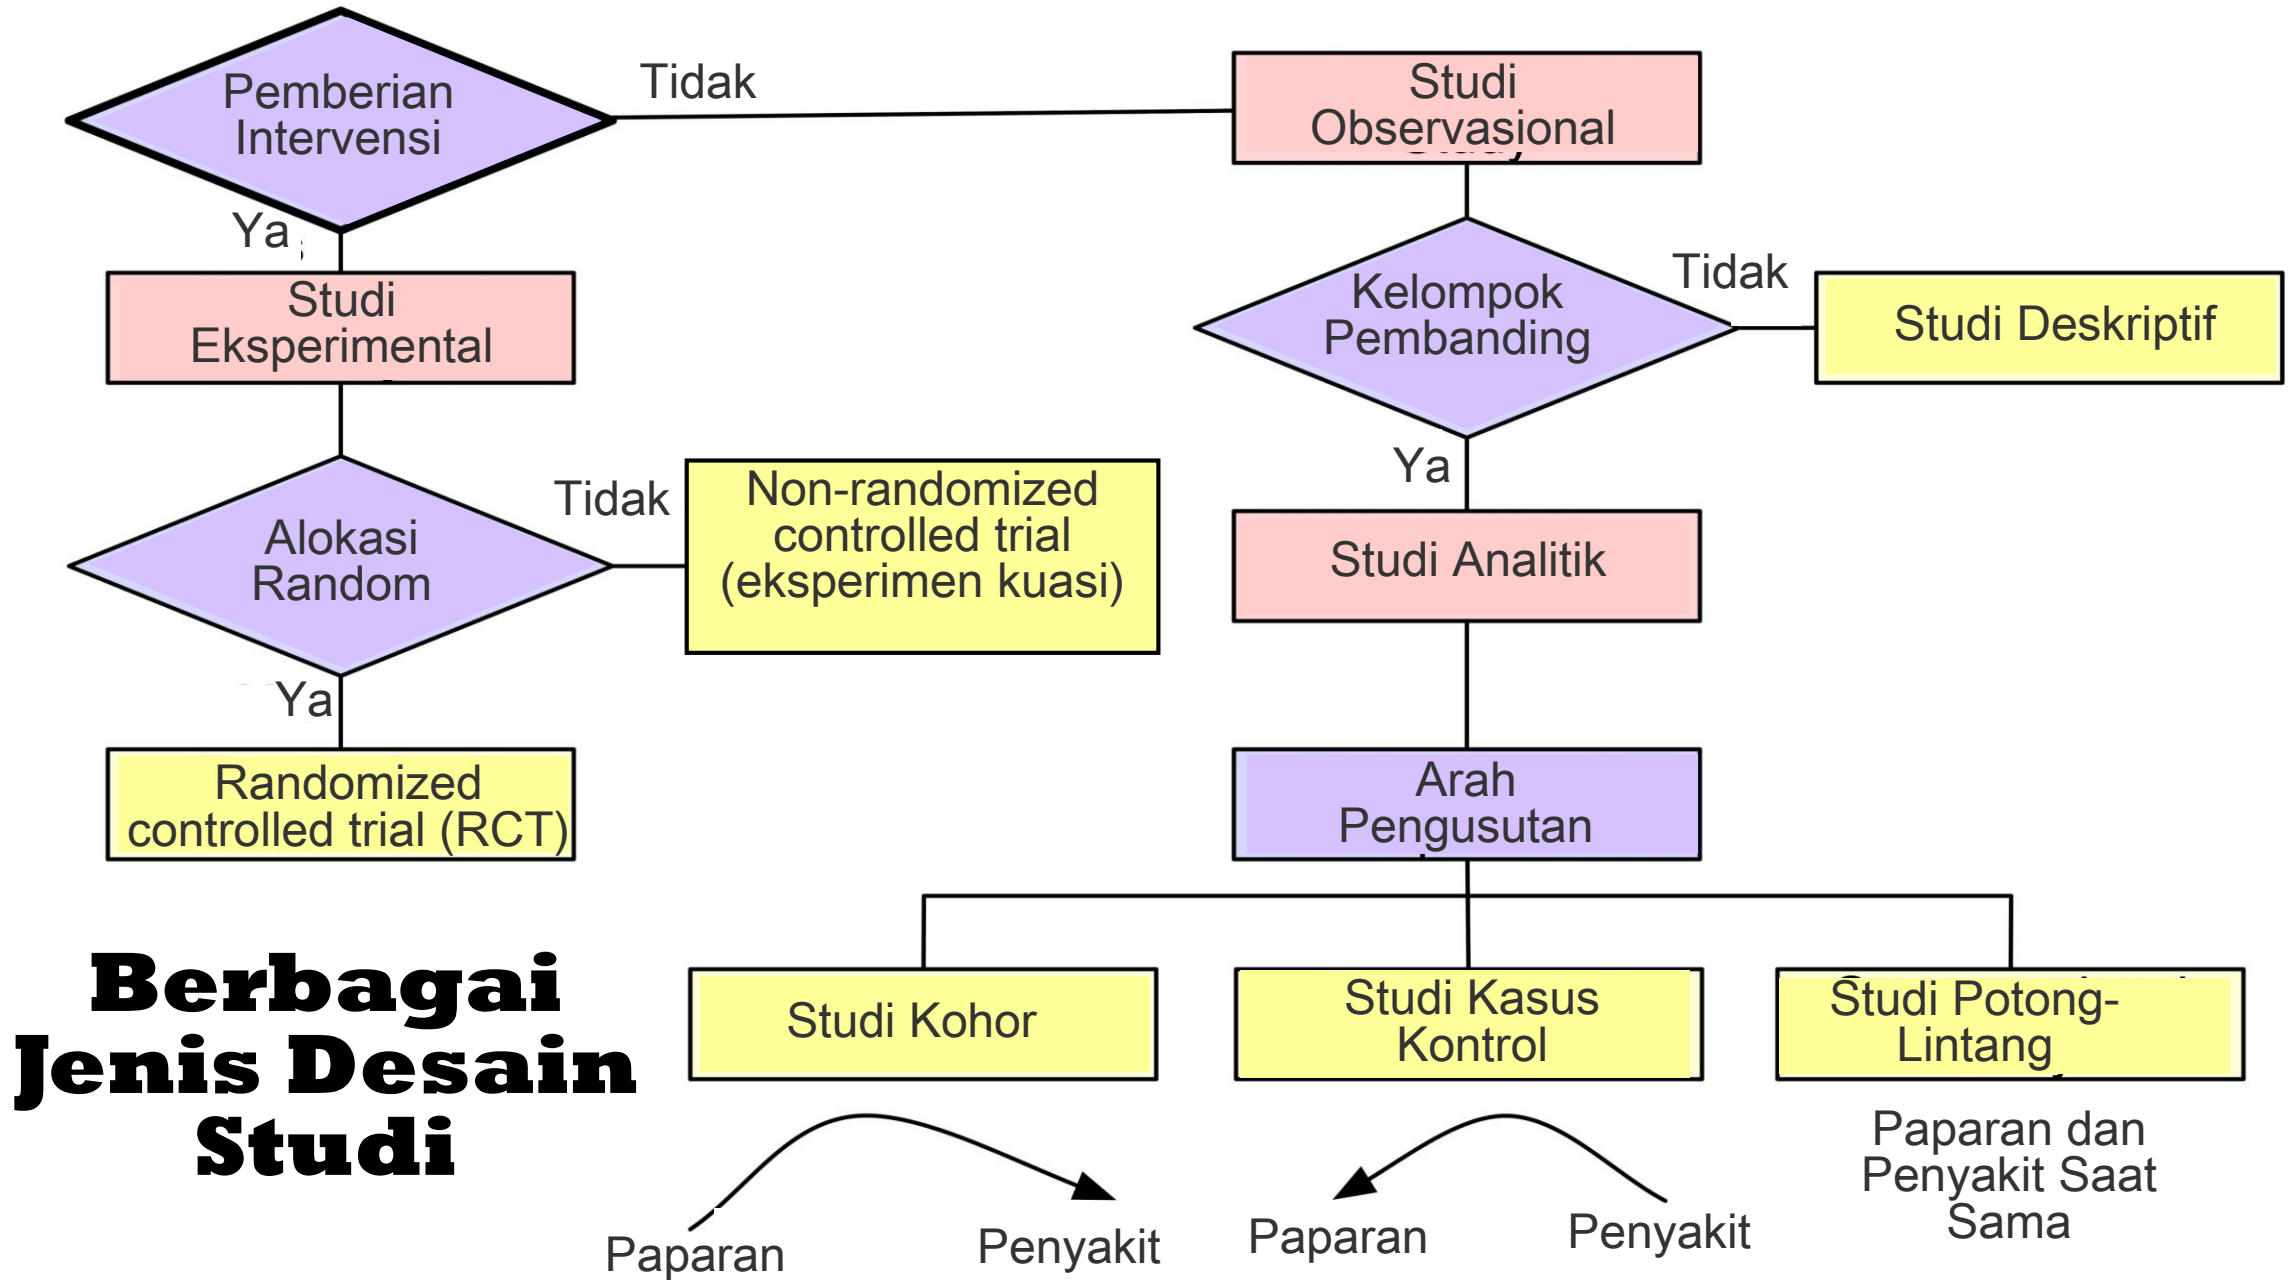 Pemberian
Intervensi
Tidak
Studi
Observasional
Ya
Studi
Eksperimental
Kelompok
Pembanding
Tidak
Studi Deskriptif
Alokasi
Random
Tidak
Non-randomized
controlled trial
(eksperimen kuasi)
Ya
Studi Analitik
Ya
Randomized
controlled trial (RCT)
Arah
Pengusutan
Studi Kohor
Studi Kasus
Kontrol
Studi Potong-
Lintang
Paparan
Penyakit
Paparan
Penyakit
Paparan dan
Penyakit Saat
Sama
Berbagai
Jenis Desain
Studi